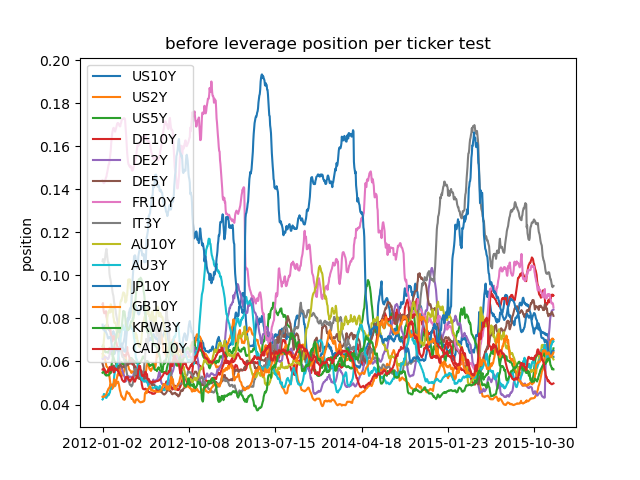 before leverage position per ticker test
position
0.20
0.18
0.16
0.14
0.12
0.10
0.08
0.06
0.04
US10Y
US2Y
US5Y
DE10Y
DE2Y
DE5Y
FR10Y
IT3Y
AU10Y
AU3Y
JP10Y
GB10Y
KRW3Y
CAD10Y
2012-01-02 2012-10-08 2013-07-15 2014-04-18 2015-01-23 2015-10-30